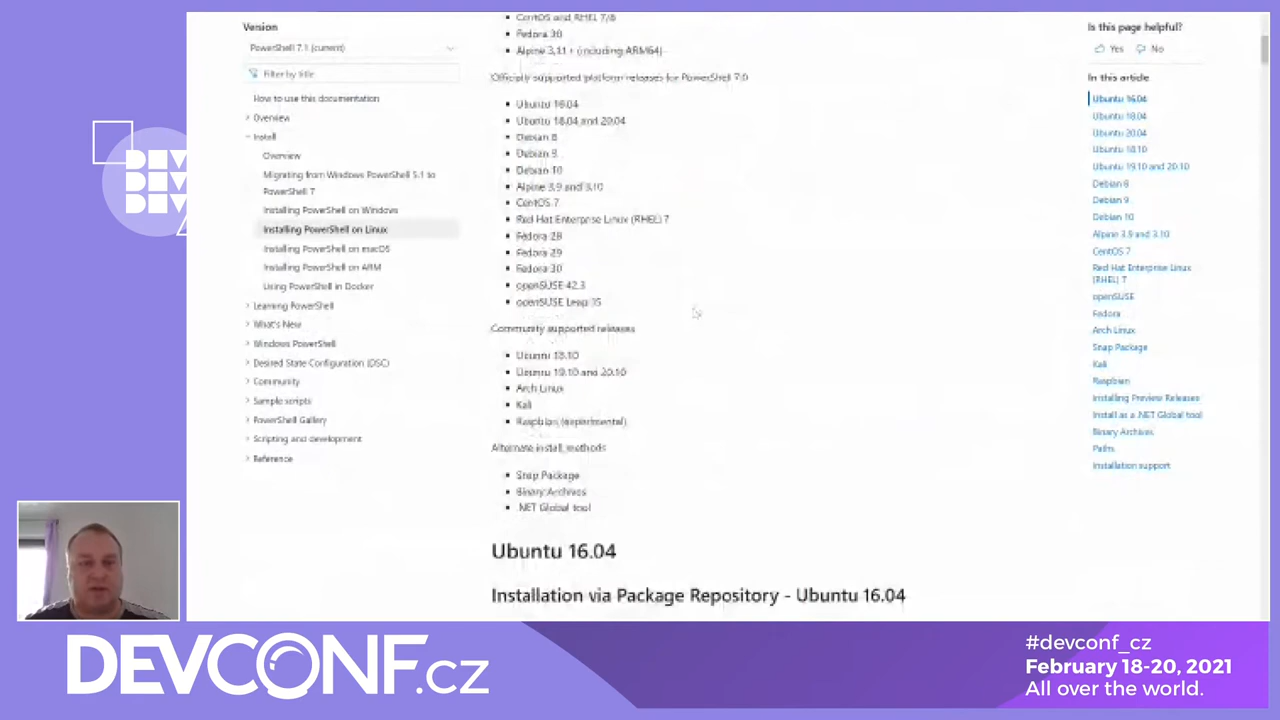 Version
PowerShell 7.1 (current)
Filter by title
How to use this documentation
Overview
Install
Overview
Migrating from Windows PowerShell 5.1 to
PowerShell 7
Installing PowerShell on Windows
Installing PowerShell on Linux
Installing PowerShell on macOS
Installing PowerShell on ARM
Using PowerShell in Docker
Learning PowerShell
What's New
Windows PowerShell
Desired State Configuration (DSC)
Community
Sample scripts
PowerShell Gallery
Scripting and development
Reference
CentOS and RHEL 7/8
Fedora 30
Alpine 3.11+ (including ARM64)
Officially supported platform releases for PowerShell 7.0
Ubuntu 16.04
Ubuntu 18.04 and 20.04
Debian 8
Debian 9
Debian 10
Alpine 3.9 and 3.10
CentOS 7
Red Hat Enterprise Linux (RHEL) 7
Fedora 28
Fedora 29
Fedora 30
openSUSE 42.3
openSUSE Leap 15
Community supported releases
Ubuntu 18.10
Ubuntu 19.10 and 20.10
Arch Linux
Kali
Raspbian (experimental)
Alternate install methods
Snap Package
Binary Archives
.NET Global tool
Ubuntu 16.04
Installation via Package Repository - Ubuntu 16.04
Is this page helpful?
Yes No
In this article
Ubuntu 16.04
Ubuntu 18.04
Ubuntu 20.04
Ubuntu 18.10
Ubuntu 19.10 and 20.10
Debian 8
Debian 9
Debian 10
Alpine 3.9 and 3.10
CentOS 7
Red Hat Enterprise Linux
(RHEL) 7
openSUSE
Fedora
Arch Linux
Snap Package
Kali
Raspbian
Installing Preview Releases
Install as a .NET Global tool
Binary Archives
Paths
Installation support
DEVCONF.cz
#devconf_cz
February 18-20, 2021
All over the world.